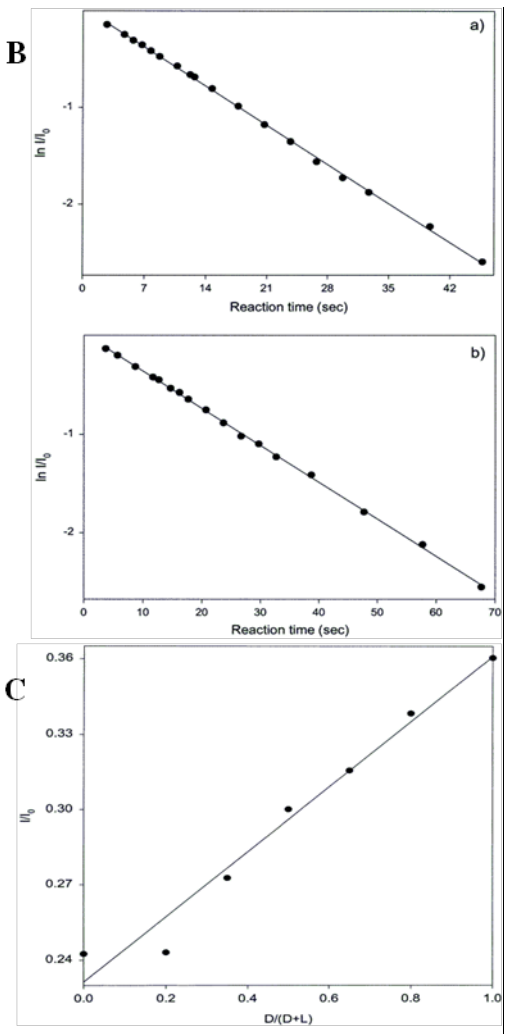 B
a)
-1
-2
ln I/I0
0 7 14 21 28 35 42
Reaction time (sec)
b)
-1
-2
ln I/I0
0 10 20 30 40 50 60 70
Reaction time (sec)
C
0.36
0.33
0.30
0.27
0.24
I/I0
0.0 0.2 0.4 0.6 0.8 1.0
D/(D+L)